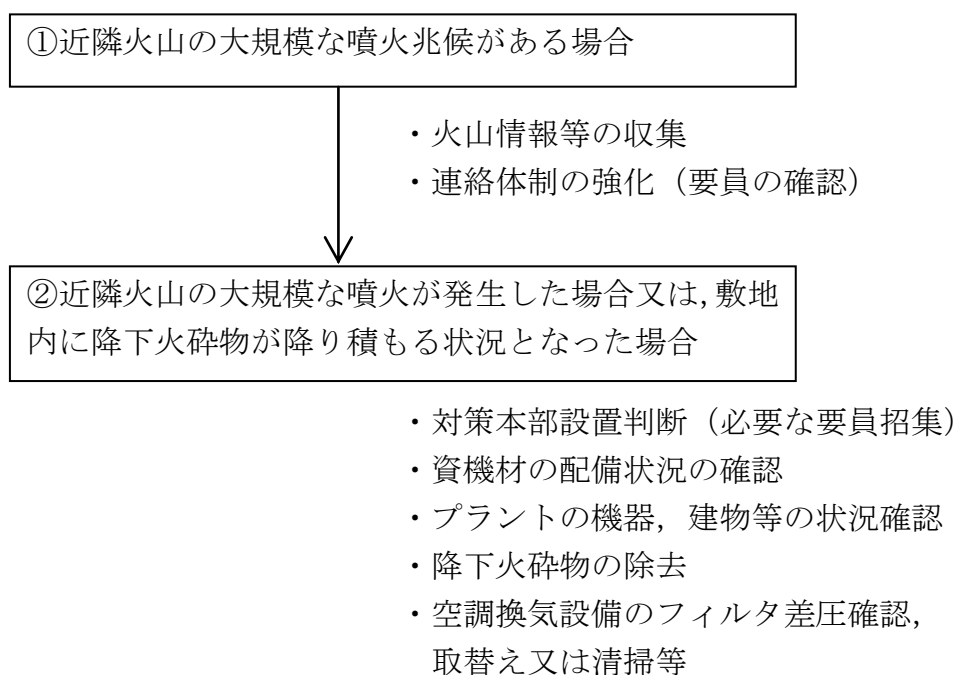 ①近隣火山の大規模な噴火兆候がある場合
・火山情報等の収集
・連絡体制の強化（要員の確認）
②近隣火山の大規模な噴火が発生した場合又は，敷地
内に降下火砕物が降り積もる状況となった場合
・対策本部設置判断（必要な要員招集）
・資機材の配備状況の確認
・プラントの機器，建物等の状況確認
・降下火砕物の除去
・空調換気設備のフィルタ差圧確認，
取替え又は清掃等